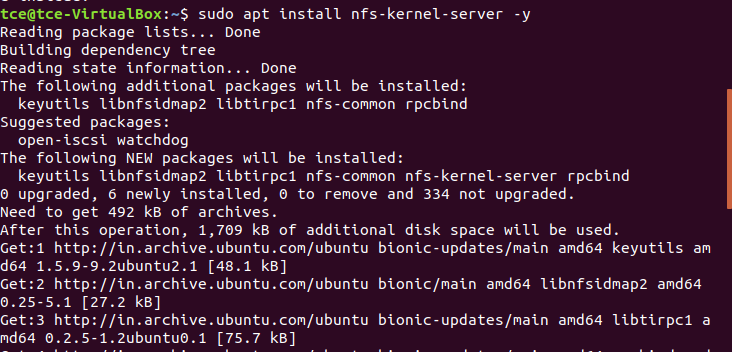 tce@tce-VirtualBox:~$ sudo apt install nfs-kernel-server -y
Reading package lists... Done
Building dependency tree
Reading state information... Done
The following additional packages will be installed:
  keyutils libnfsidmap2 libtirpc1 nfs-common rpcbind
Suggested packages:
  open-iscsi watchdog
The following NEW packages will be installed:
  keyutils libnfsidmap2 libtirpc1 nfs-common nfs-kernel-server rpcbind
0 upgraded, 6 newly installed, 0 to remove and 334 not upgraded.
Need to get 492 kB of archives.
After this operation, 1,709 kB of additional disk space will be used.
Get:1 http://in.archive.ubuntu.com/ubuntu bionic-updates/main amd64 keyutils am
d64 1.5.9-9.2ubuntu2.1 [48.1 kB]
Get:2 http://in.archive.ubuntu.com/ubuntu bionic/main amd64 libnfsidmap2 amd64
0.25-5.1 [27.2 kB]
Get:3 http://in.archive.ubuntu.com/ubuntu bionic-updates/main amd64 libtirpc1 a
md64 0.2.5-1.2ubuntu0.1 [75.7 kB]